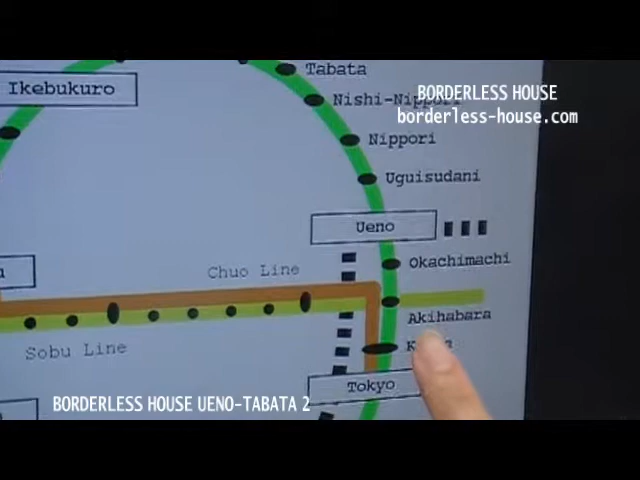 Tabata
Ikebukuro
BORDERLESS HOUSE
Nishi-Nippori
borderless-house.com
Nippori
Uguisudani
Ueno
Okachimachi
Chuo Line
Akihabara
Sobu Line
Tokyo
BORDERLESS HOUSE UENO-TABATA 2